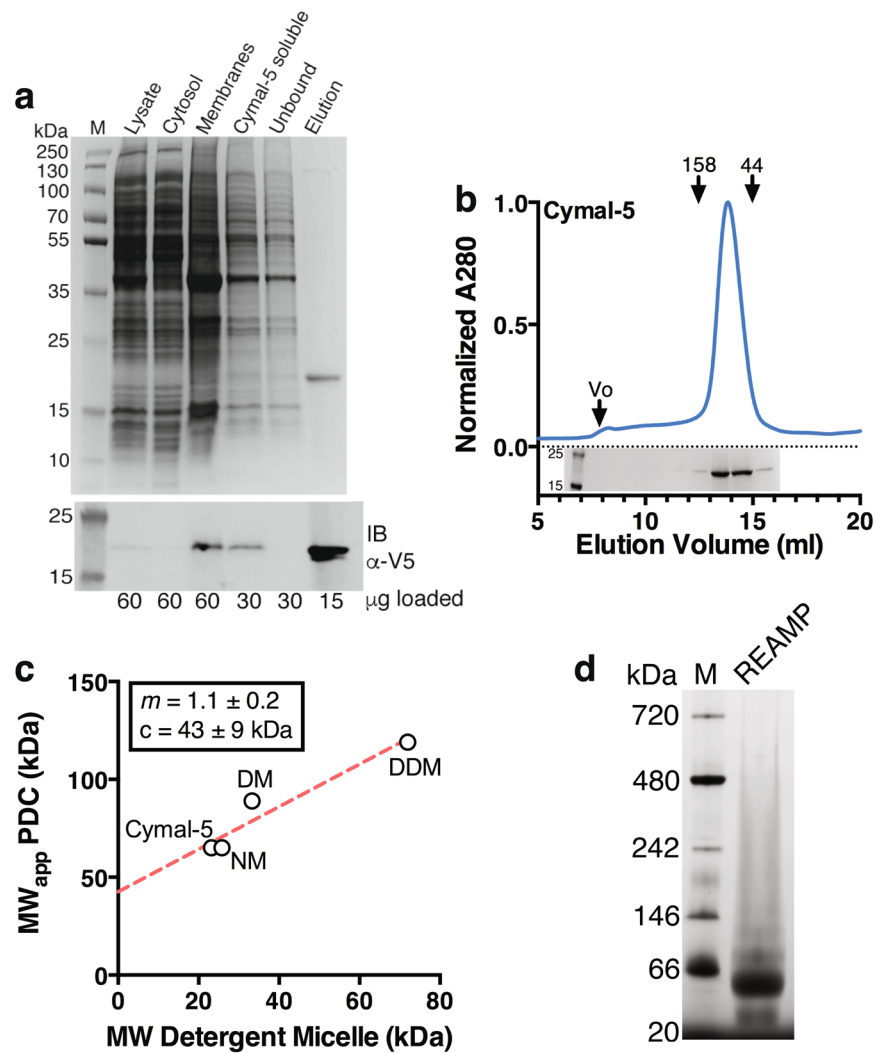 a
kDa M Lysate Cytosol Membranes Cymal-5 soluble Unbound Elution
250
130
100
70
55
35
25
15
10
25
15
IB
α-V5
60 60 60 30 30 15 μg loaded
b
158 44
Cymal-5
Vo
Normalized A280
1.0
0.5
0.0
25
15
5 10 15 20
Elution Volume (ml)
c
m = 1.1 ± 0.2
c = 43 ± 9 kDa
MWapp PDC (kDa)
150
100
50
0
DM
DDM
Cymal-5
NM
0 20 40 60 80
MW Detergent Micelle (kDa)
d
kDa M REAMP
720
480
242
146
66
20